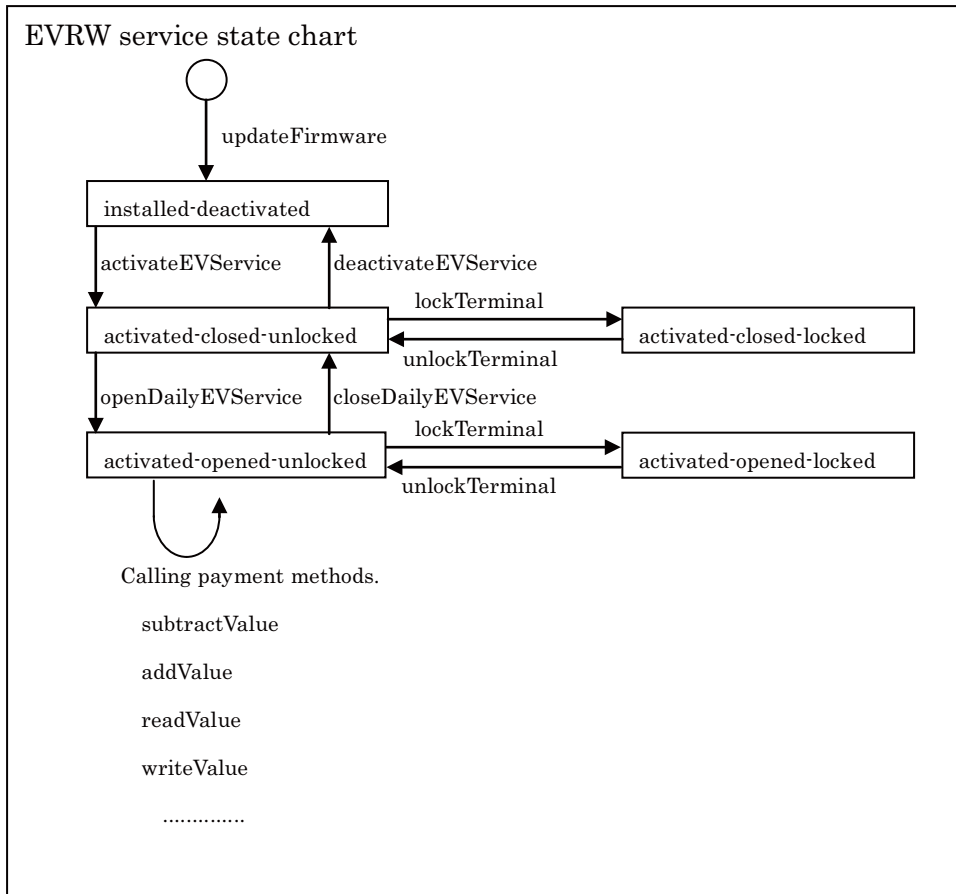 EVRW service state chart
updateFirmware
installed-deactivated
activateEVService
deactivateEVService
lockTerminal
activated-closed-unlocked
activated-closed-locked
unlockTerminal
openDailyEVService
closeDailyEVService
lockTerminal
activated-opened-unlocked
activated-opened-locked
unlockTerminal
Calling payment methods.
subtractValue
addValue
readValue
writeValue
..............